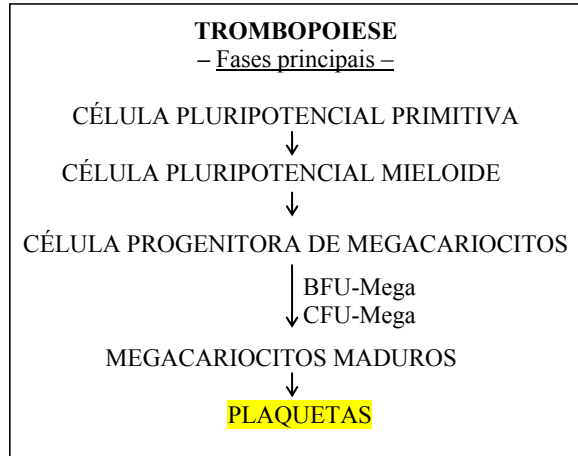 TROMBOPOIESE
– Fases principais –
CÉLULA PLURIPOTENCIAL PRIMITIVA
CÉLULA PLURIPOTENCIAL MIELOIDE
CÉLULA PROGENITORA DE MEGACARIOCITOS
BFU-Mega
CFU-Mega
MEGACARIOCITOS MADUROS
PLAQUETAS